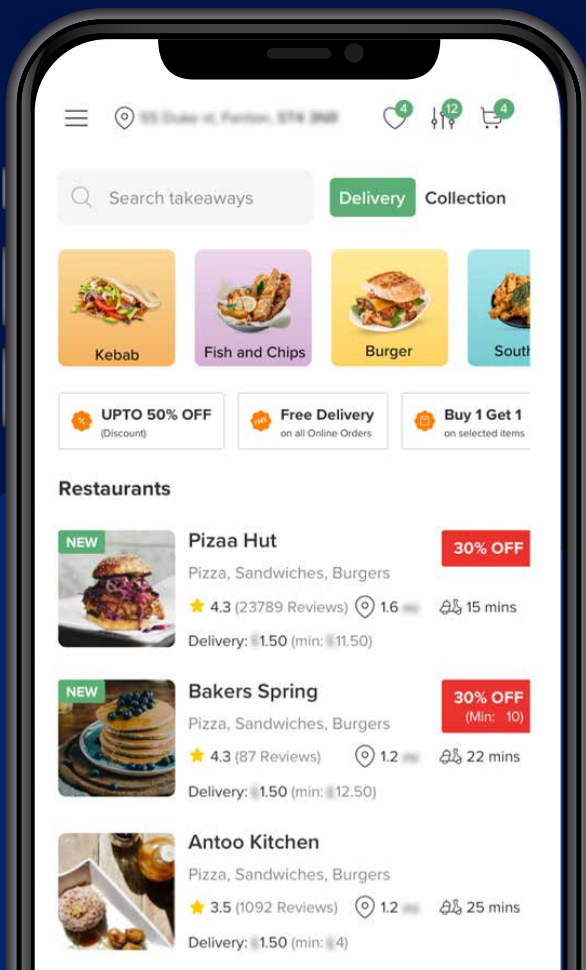 4
12
4
Search takeaways
Delivery
Collection
Kebab
Fish and Chips
Burger
UPTO 50% OFF
(Discount)
FREE
Free Delivery
on all Online Orders
Buy 1 Get 1
on selected items
Restaurants
NEW
Pizaa Hut
30% OFF
Pizza, Sandwiches, Burgers
4.3 (23789 Reviews) 1.6 15 mins
Delivery: 1.50 (min: 11.50)
NEW
Bakers Spring
30% OFF
(Min: 10)
Pizza, Sandwiches, Burgers
4.3 (87 Reviews) 1.2 22 mins
Delivery: 1.50 (min: 12.50)
Antoo Kitchen
Pizza, Sandwiches, Burgers
3.5 (1092 Reviews) 1.2 25 mins
Delivery: 1.50 (min: 4)